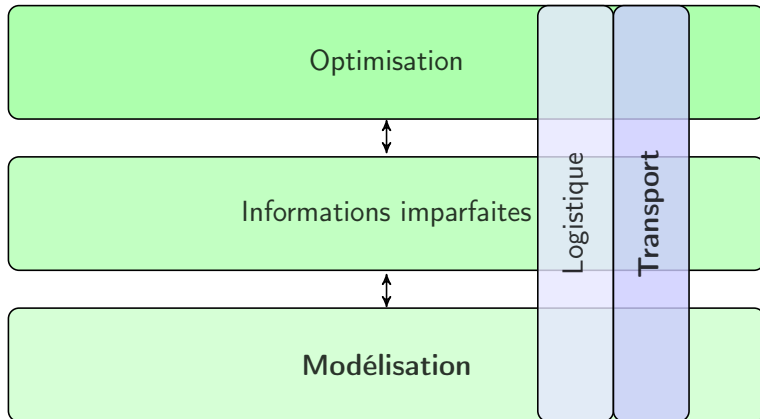 Optimisation
Informations imparfaites
Modélisation
Logistique
Transport